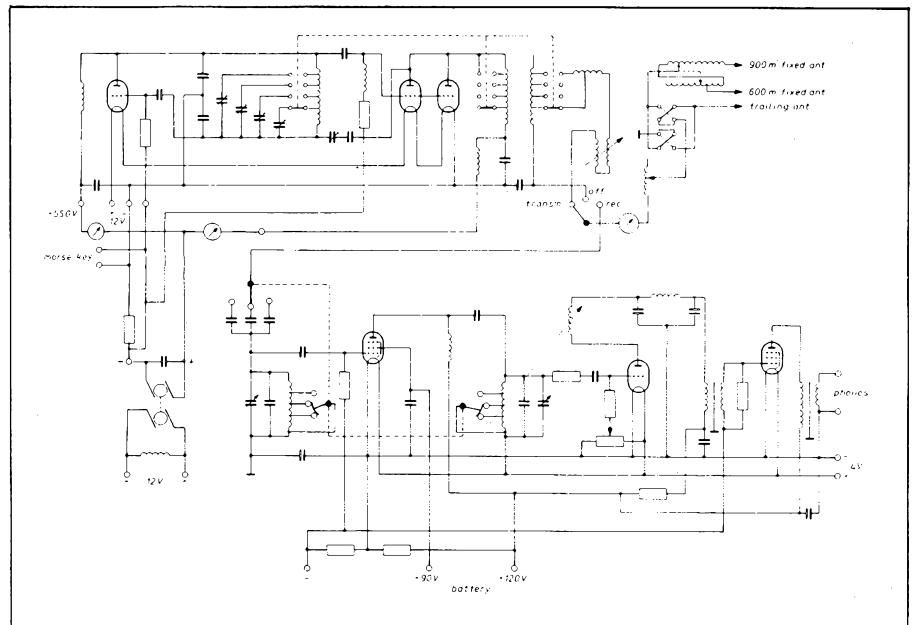 900m fixed ant
600m fixed ant
trailing ant
off
transm
rec
-550V
+ -
12V
morse key
- +
phones
-
4V
+
- 12V +
- -90V -120V
battery